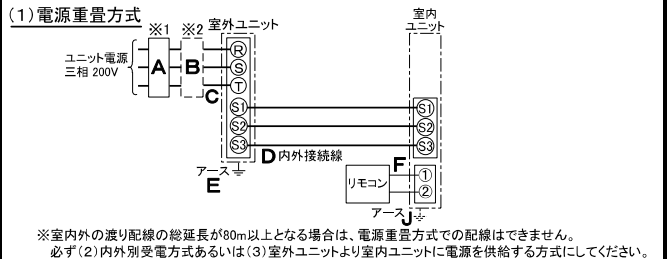 (1)電源重畳方式
※1 ※2 室外ユニット
室内
ユニット
ユニット電源
三相 200V
A
B
C
R
S
T
S1
S2
S3
S1
S2
S3
D 内外接続線
アース
E
リモコン
F
①
②
アース J
※室内外の渡り配線の総延長が80m以上となる場合は、電源重畳方式での配線はできません。
必ず(2)内外別受電方式あるいは(3)室外ユニットより室内ユニットに電源を供給する方式にしてください。